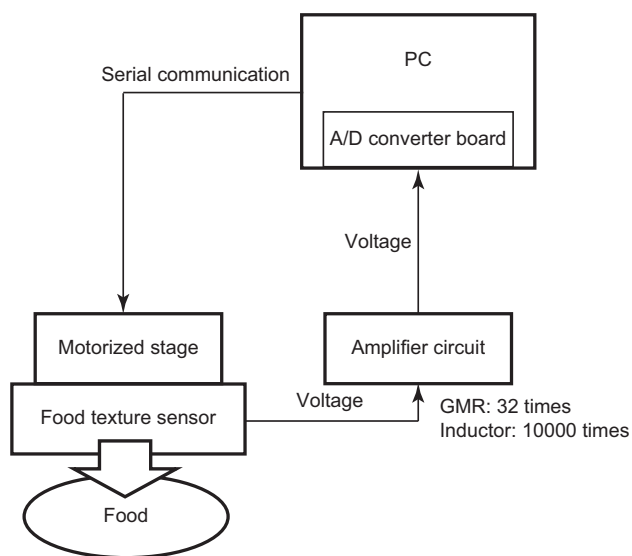 PC
Serial communication
A/D converter board
Voltage
Motorized stage
Amplifier circuit
Voltage
GMR: 32 times
Food texture sensor
Inductor: 10000 times
Food